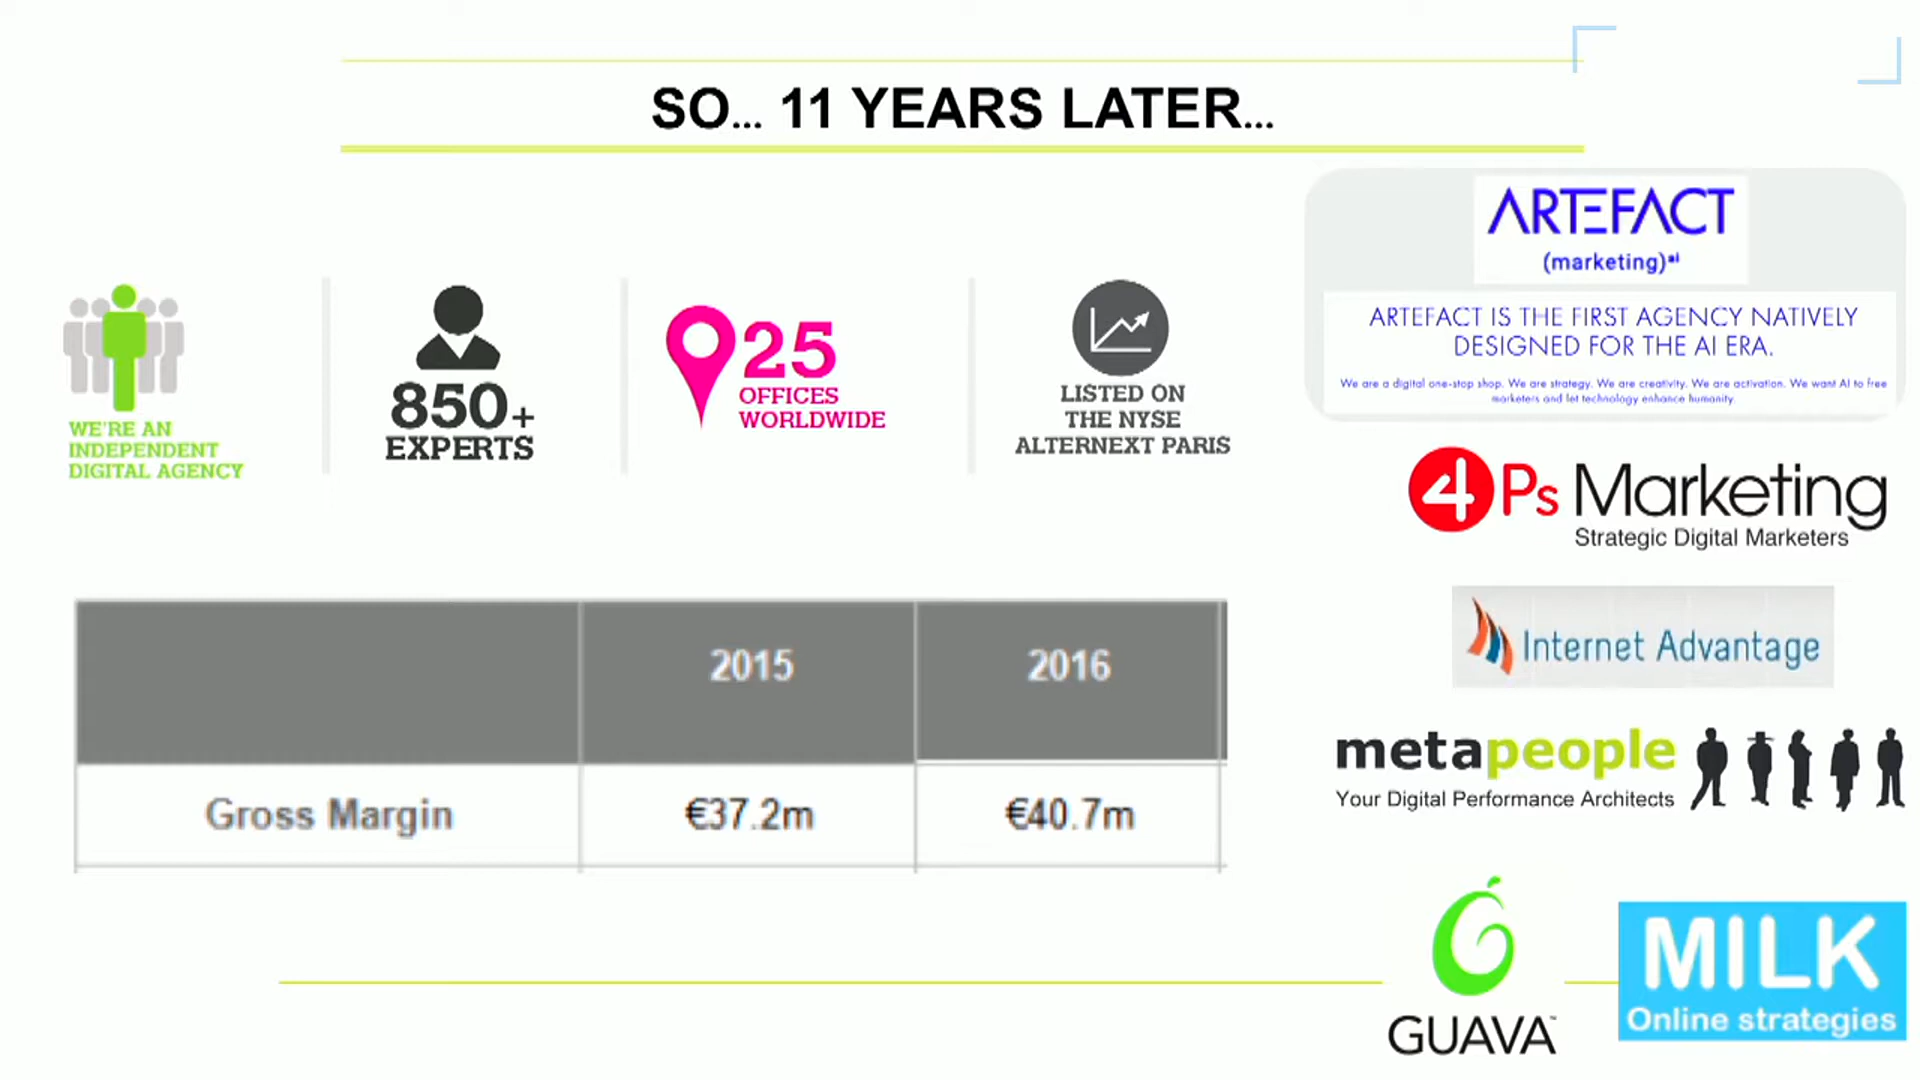 SO... 11 YEARS LATER...
WE'RE AN
INDEPENDENT
DIGITAL AGENCY
850+
EXPERTS
25
OFFICES
WORLDWIDE
LISTED ON
THE NYSE
ALTERNEXT PARIS
2015 2016
Gross Margin €37.2m €40.7m
ARTEFACT
(marketing)ai
ARTEFACT IS THE FIRST AGENCY NATIVELY
DESIGNED FOR THE AI ERA.
We are a digital one-stop shop. We are strategy. We are creativity. We are activation. We want AI to free
marketers and let technology enhance humanity.
4Ps Marketing
Strategic Digital Marketers
Internet Advantage
metapeople
Your Digital Performance Architects
GUAVA™
MILK
Online strategies